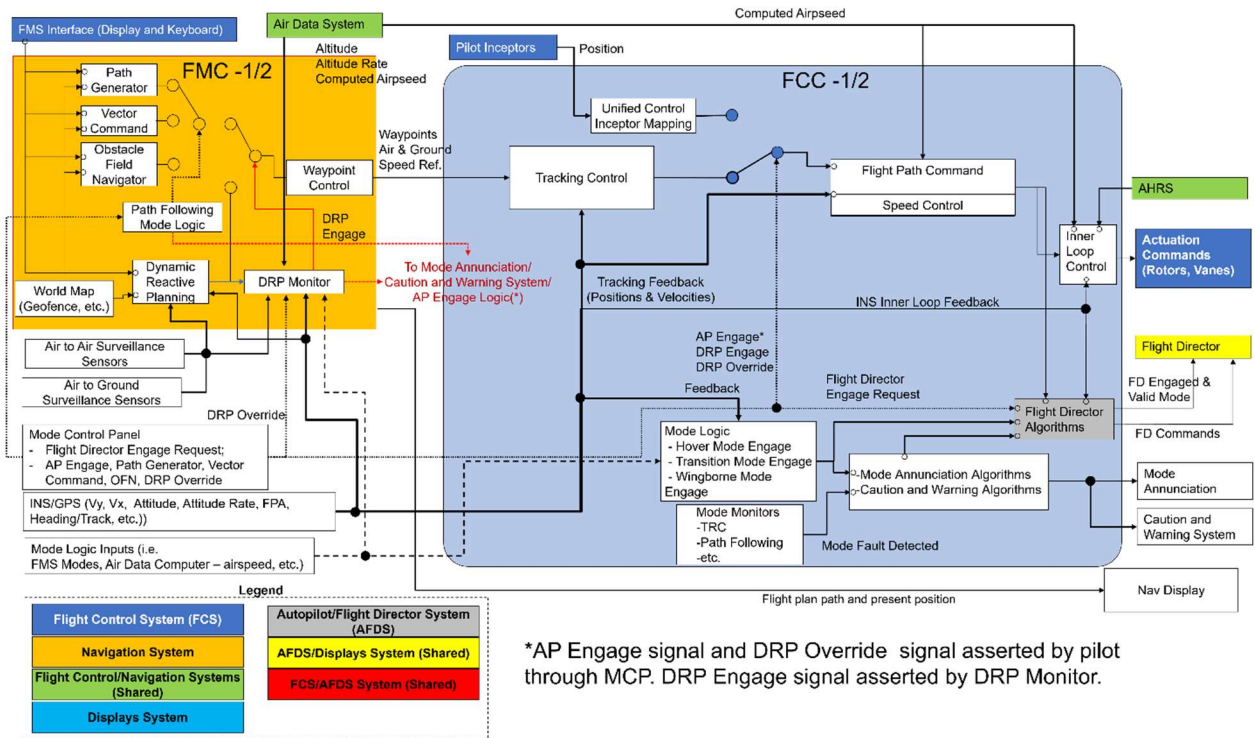 FMS Interface (Display and Keyboard)
Air Data System
Computed Airpseed
Altitude
Altitude Rate
Computed Airpseed
Pilot Inceptors
Position
FMC -1/2
FCC -1/2
Path
Generator
Vector
Command
Obstacle
Field
Navigator
Path Following
Mode Logic
Waypoint
Control
Waypoints
Air & Ground
Speed Ref.
Unified Control
Inceptor Mapping
Tracking Control
Flight Path Command
Speed Control
AHRS
Inner
Loop
Control
Actuation
Commands
(Rotors, Vanes)
DRP
Engage
Dynamic
Reactive
Planning
DRP Monitor
World Map
(Geofence, etc.)
To Mode Annunciation/
Caution and Warning System/
AP Engage Logic(*)
Tracking Feedback
(Positions & Velocities)
INS Inner Loop Feedback
Air to Air Surveillance
Sensors
Air to Ground
Surveillance Sensors
AP Engage*
DRP Engage
DRP Override
Flight Director
FD Engaged &
Valid Mode
FD Commands
Feedback
Flight Director
Engage Request
DRP Override
Flight Director
Algorithms
Mode Control Panel
- Flight Director Engage Request;
- AP Engage, Path Generator, Vector
Command, OFN, DRP Override
Mode Logic
- Hover Mode Engage
- Transition Mode Engage
- Wingborne Mode
Engage
-Mode Annunciation Algorithms
-Caution and Warning Algorithms
Mode
Annunciation
INS/GPS (Vy, Vx, Attitude, Attitude Rate, FPA,
Heading/Track, etc.))
Mode Monitors
-TRC
-Path Following
-etc.
Mode Fault Detected
Caution and
Warning System
Mode Logic Inputs (i.e.
FMS Modes, Air Data Computer – airspeed, etc.)
Flight plan path and present position
Nav Display
Legend
Flight Control System (FCS)
Autopilot/Flight Director System
(AFDS)
Navigation System
AFDS/Displays System (Shared)
Flight Control/Navigation Systems
(Shared)
FCS/AFDS System (Shared)
Displays System
*AP Engage signal and DRP Override signal asserted by pilot
through MCP. DRP Engage signal asserted by DRP Monitor.